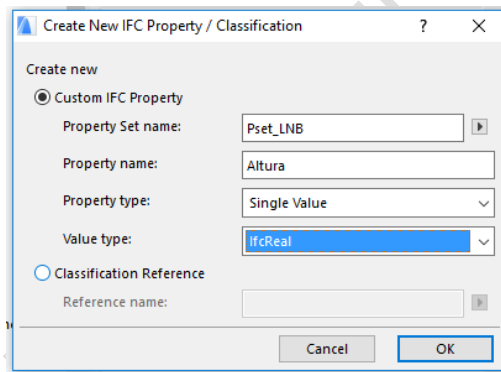 Create New IFC Property / Classification
Create new
Custom IFC Property
Property Set name: Pset_LNB
Property name: Altura
Property type: Single Value
Value type: IfcReal
Classification Reference
Reference name:
Cancel OK